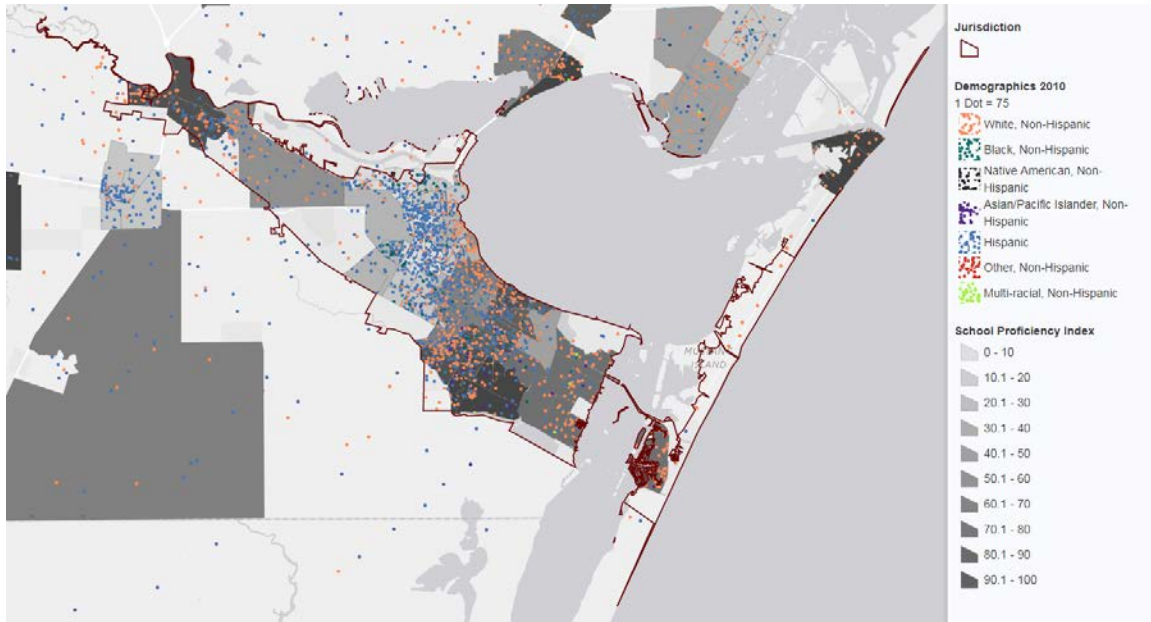 MU
ISLAND
Jurisdiction
Demographics 2010
1 Dot = 75
White, Non-Hispanic
Black, Non-Hispanic
Native American, Non-
Hispanic
Asian/Pacific Islander, Non-
Hispanic
Hispanic
Other, Non-Hispanic
Multi-racial, Non-Hispanic
School Proficiency Index
0 - 10
10.1 - 20
20.1 - 30
30.1 - 40
40.1 - 50
50.1 - 60
60.1 - 70
70.1 - 80
80.1 - 90
90.1 - 100